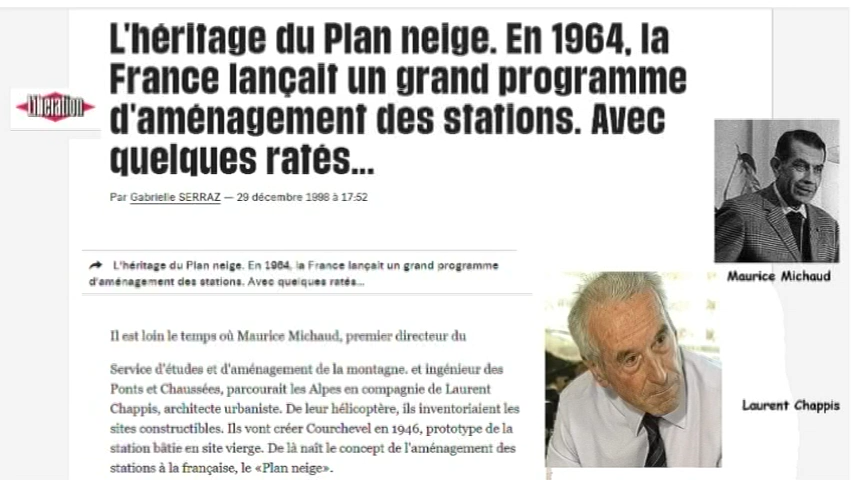 L'héritage du Plan neige. En 1964, la
France lançait un grand programme
d'aménagement des stations. Avec
quelques ratés...
Libération
Par Gabrielle SERRAZ — 29 décembre 1998 à 17:52
L'héritage du Plan neige. En 1964, la France lançait un grand programme
d'aménagement des stations. Avec quelques ratés...
Il est loin le temps où Maurice Michaud, premier directeur du
Service d'études et d'aménagement de la montagne. et ingénieur des
Ponts et Chaussées, parcourait les Alpes en compagnie de Laurent
Chappis, architecte urbaniste. De leur hélicoptère, ils inventoriaient les
sites constructibles. Ils vont créer Courchevel en 1946, prototype de la
station bâtie en site vierge. De là naît le concept de l'aménagement des
stations à la française, le «Plan neige».
Maurice Michaud
Laurent Chappis